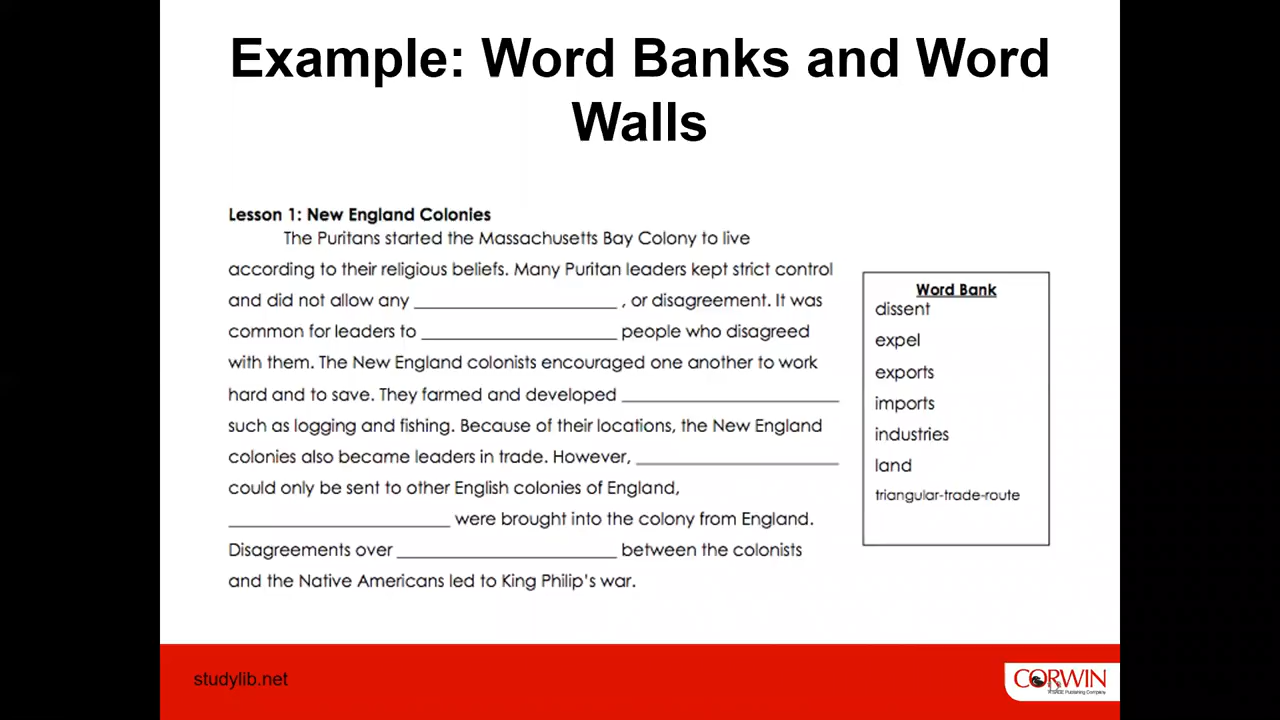 Example: Word Banks and Word
Walls
Lesson 1: New England Colonies
The Puritans started the Massachusetts Bay Colony to live
according to their religious beliefs. Many Puritan leaders kept strict control
and did not allow any ____________________ , or disagreement. It was
common for leaders to ____________________ people who disagreed
with them. The New England colonists encouraged one another to work
hard and to save. They farmed and developed ____________________
such as logging and fishing. Because of their locations, the New England
colonies also became leaders in trade. However, ____________________
could only be sent to other English colonies of England,
____________________ were brought into the colony from England.
Disagreements over ____________________ between the colonists
and the Native Americans led to King Philip's war.
Word Bank
dissent
expel
exports
imports
industries
land
triangular-trade-route
studylib.net
CORWIN
Publishing Company